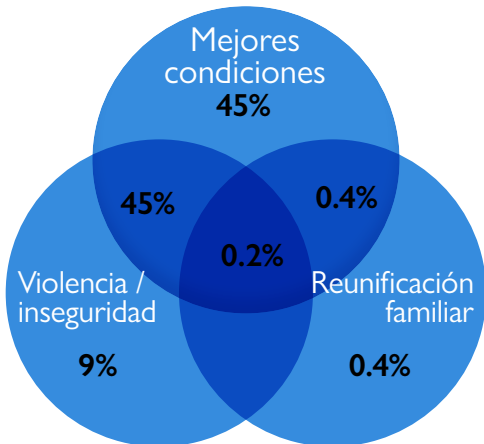 Mejores
condiciones
45%
45%
0.4%
0.2%
Violencia /
inseguridad
Reunificación
familiar
9%
0.4%